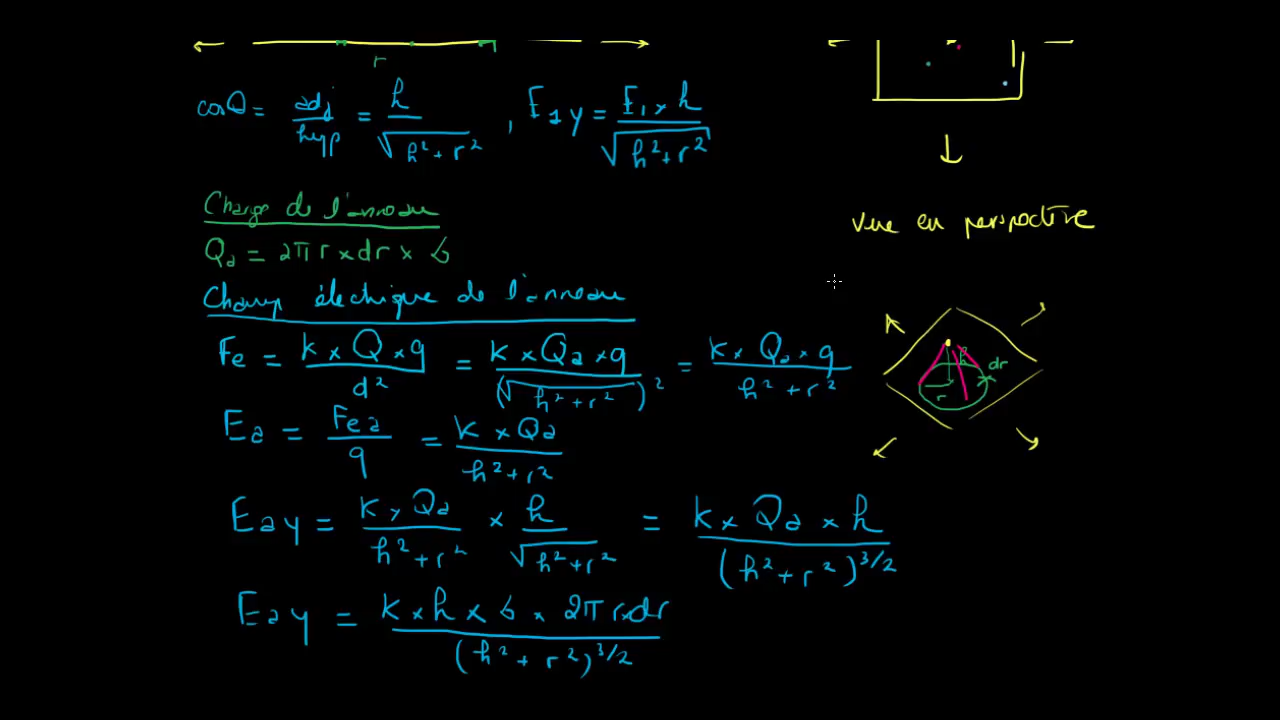 r
cosθ = adj/hyp = h/√(h²+r²) , F₁y = F₁ × h/√(h²+r²)
vue en perspective
Charge de l'anneau
Qa = 2π r × dr × σ
Champ électrique de l'anneau
Fe = k × Q × q/d² = k × Qa × q/(√(h²+r²))² = k × Qa × q/(h²+r²)
h
dr
r
Ea = Fea/q = k × Qa/(h²+r²)
Eay = k × Qa/(h²+r²) × h/√(h²+r²) = k × Qa × h/(h²+r²)^3/2
Eay = k × h × σ × 2π r×dr/(h²+r²)^3/2